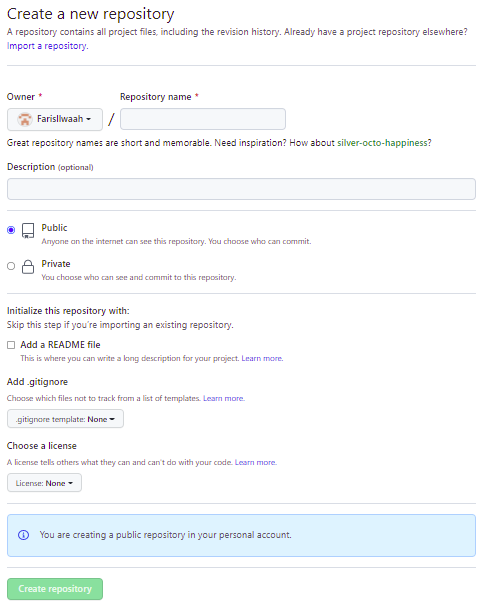 Create a new repository
A repository contains all project files, including the revision history. Already have a project repository elsewhere?
Import a repository.
Owner * Repository name *
FarisIlwaah /
Great repository names are short and memorable. Need inspiration? How about silver-octo-happiness?
Description (optional)
Public
Anyone on the internet can see this repository. You choose who can commit.
Private
You choose who can see and commit to this repository.
Initialize this repository with:
Skip this step if you're importing an existing repository.
Add a README file
This is where you can write a long description for your project. Learn more.
Add .gitignore
Choose which files not to track from a list of templates. Learn more.
.gitignore template: None
Choose a license
A license tells others what they can and can't do with your code. Learn more.
License: None
You are creating a public repository in your personal account.
Create repository